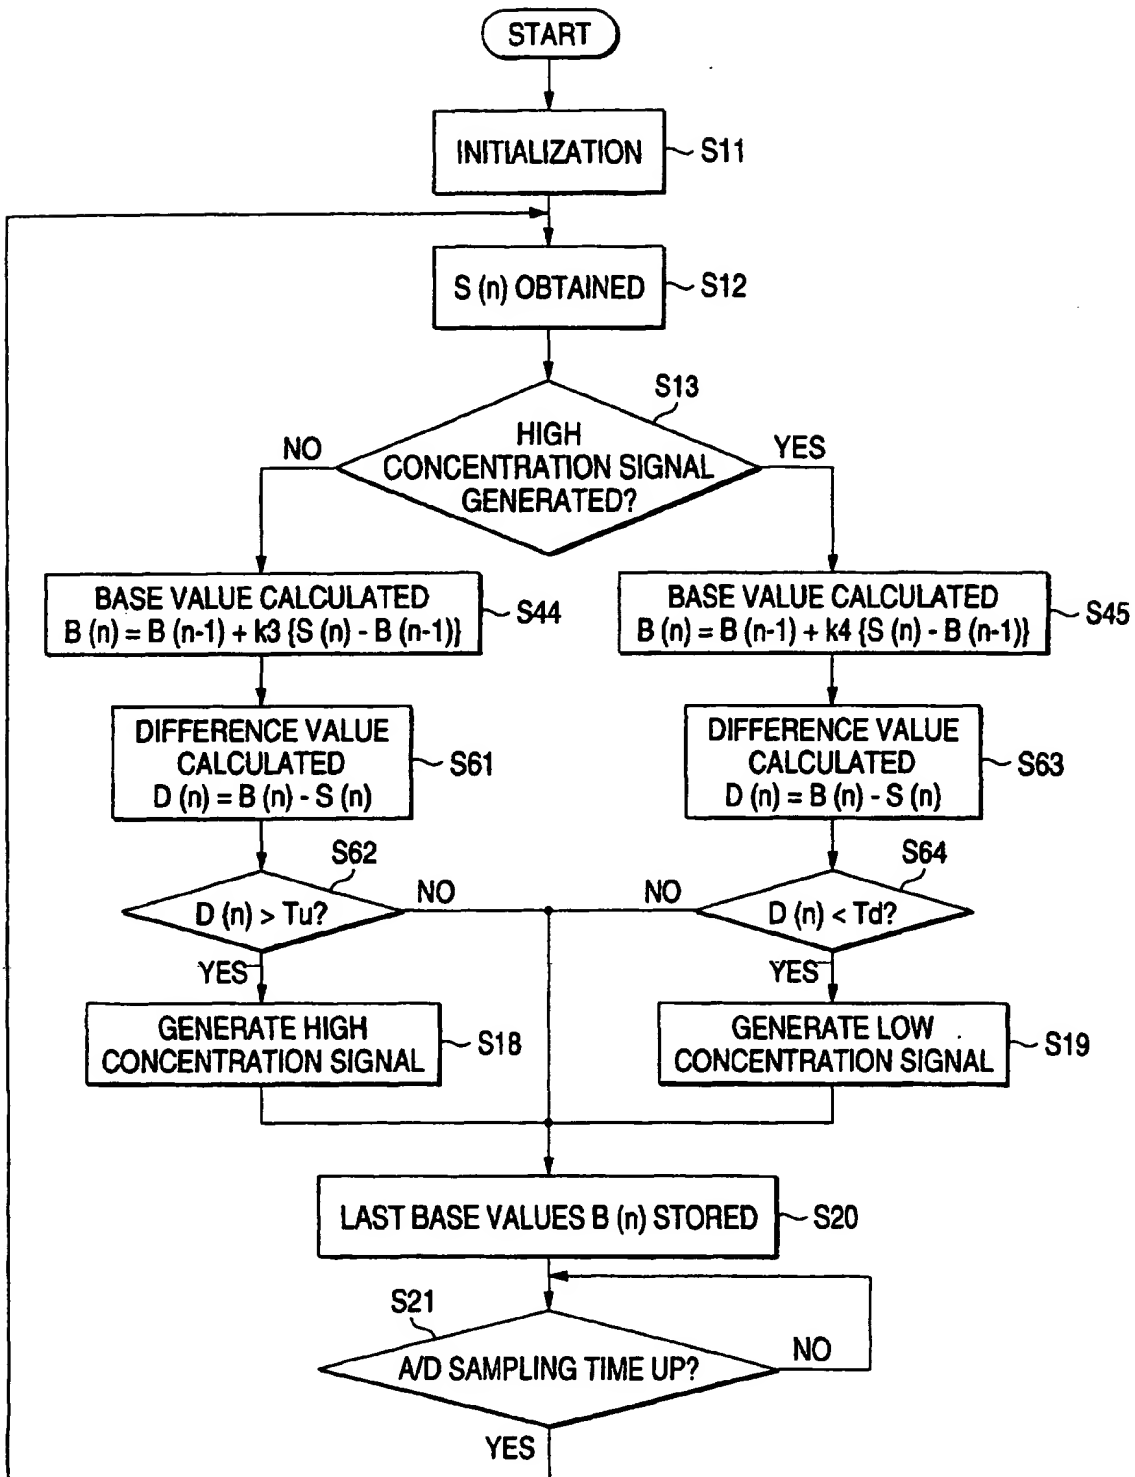 START
INITIALIZATION
S11
S (n) OBTAINED
S12
S13
HIGH
CONCENTRATION SIGNAL
GENERATED?
NO
YES
BASE VALUE CALCULATED
B (n) = B (n-1) + k3 {S (n) - B (n-1)}
S44
BASE VALUE CALCULATED
B (n) = B (n-1) + k4 {S (n) - B (n-1)}
S45
DIFFERENCE VALUE
CALCULATED
D (n) = B (n) - S (n)
S61
DIFFERENCE VALUE
CALCULATED
D (n) = B (n) - S (n)
S63
S62
D (n) > Tu?
NO
YES
S64
D (n) < Td?
NO
YES
GENERATE HIGH
CONCENTRATION SIGNAL
S18
GENERATE LOW
CONCENTRATION SIGNAL
S19
LAST BASE VALUES B (n) STORED
S20
S21
A/D SAMPLING TIME UP?
NO
YES